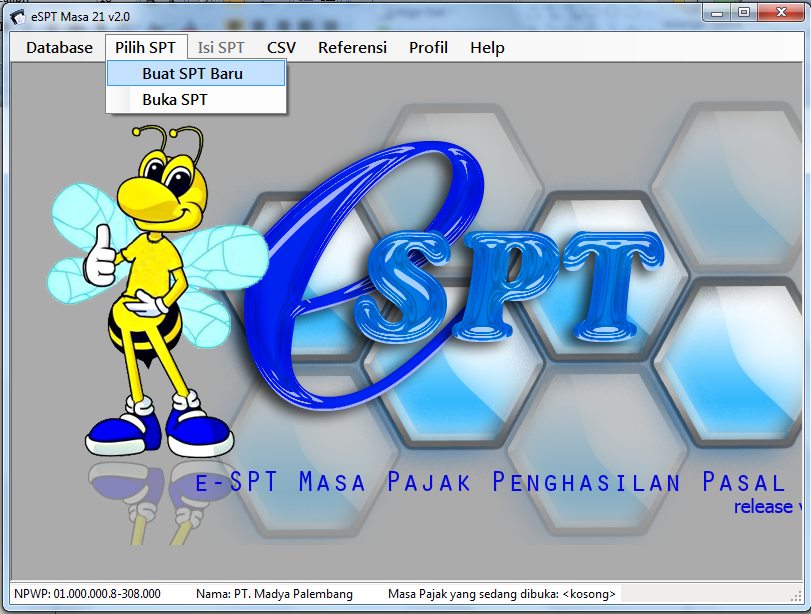 eSPT Masa 21 v2.0
Database Pilih SPT Isi SPT CSV Referensi Profil Help
Buat SPT Baru
Buka SPT
eSPT
e-SPT Masa Pajak Penghasilan Pasal
release v
NPWP: 01.000.000.8-308.000 Nama: PT. Madya Palembang Masa Pajak yang sedang dibuka: <kosong>